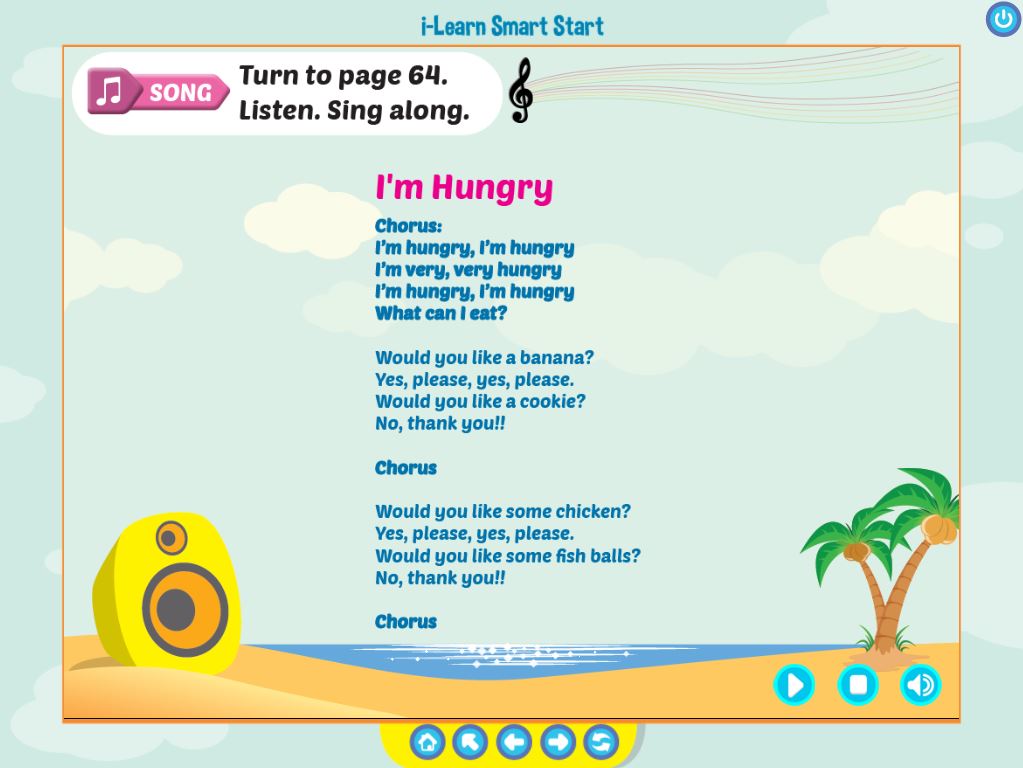 i-Learn Smart Start
SONG
Turn to page 64.
Listen. Sing along.
I'm Hungry
Chorus:
I'm hungry, I'm hungry
I'm very, very hungry
I'm hungry, I'm hungry
What can I eat?
Would you like a banana?
Yes, please, yes, please.
Would you like a cookie?
No, thank you!!
Chorus
Would you like some chicken?
Yes, please, yes, please.
Would you like some fish balls?
No, thank you!!
Chorus